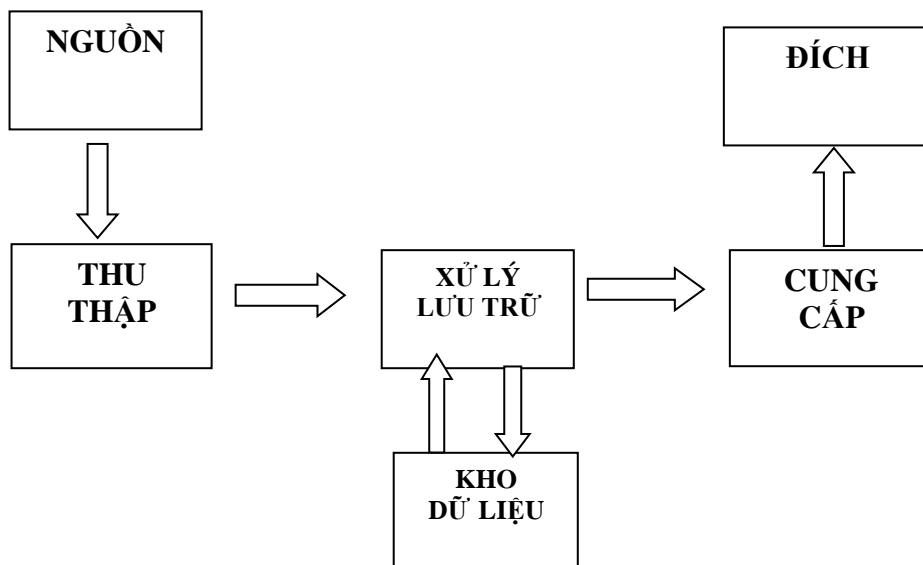 NGUỒN
ĐÍCH
THU
THẬP
XỬ LÝ
LƯU TRỮ
CUNG
CẤP
KHO
DỮ LIỆU